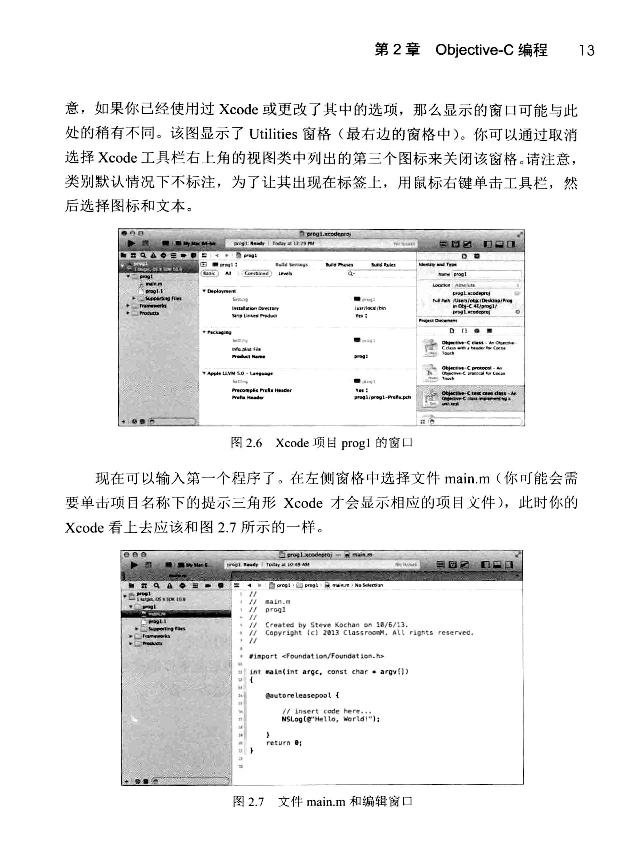 第 2 章 Objective-C 编程 13
意，如果你已经使用过 Xcode 或更改了其中的选项，那么显示的窗口可能与此
处的稍有不同。该图显示了 Utilities 窗格（最右边的窗格中）。你可以通过取消
选择 Xcode 工具栏右上角的视图类中列出的第三个图标来关闭该窗格。请注意，
类别默认情况下不标注，为了让其出现在标签上，用鼠标右键单击工具栏，然
后选择图标和文本。
prog1.xcodeproj
My Mac 64-bit prog1: Ready Today at 12:29 PM No Issues
prog1
prog1 Build Settings Build Phases Build Rules Identity and Type
Basic All Combined Levels
Name prog1
prog1
main.m
prog1.1
Supporting Files
Frameworks
Products
Location Absolute
prog1.xcodeproj
Full Path /Users/objc/Desktop/Prog
in Obj-C 4E/prog1/
prog1.xcodeproj
Project Document
Deployment
Setting prog1
Installation Directory /usr/local/bin
Strip Linked Product Yes
Packaging
Setting prog1
Info.plist File
Product Name prog1
Apple LLVM 5.0 - Language
Setting prog1
Precompile Prefix Header Yes
Prefix Header prog1/prog1-Prefix.pch
Objective-C class - An Objective-
C class with a header for Cocoa
Touch
Objective-C protocol - An
Objective-C protocol for Cocoa
Touch
Objective-C test case class - An
Objective-C class implementing a
unit test
图 2.6 Xcode 项目 prog1 的窗口
现在可以输入第一个程序了。在左侧窗格中选择文件 main.m（你可能会需
要单击项目名称下的提示三角形 Xcode 才会显示相应的项目文件），此时你的
Xcode 看上去应该和图 2.7 所示的一样。
prog1.xcodeproj — main.m
prog1: Ready Today at 10:49 AM No Issues
prog1 prog1 main.m No Selection
prog1
1 target, OS X SDK 10.9
prog1
main.m
prog1.1
Supporting Files
Frameworks
Products
//
// main.m
// prog1
//
// Created by Steve Kochan on 10/6/13.
// Copyright (c) 2013 ClassroomM. All rights reserved.
//
#import <Foundation/Foundation.h>
int main(int argc, const char * argv[])
{
@autoreleasepool {
// insert code here...
NSLog(@"Hello, World!");
}
return 0;
}
图 2.7 文件 main.m 和编辑窗口